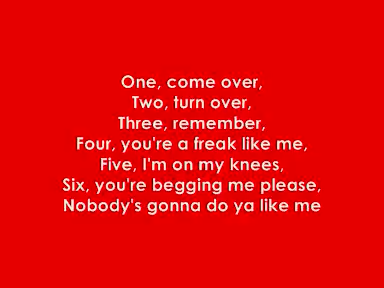 One, come over,
Two, turn over,
Three, remember,
Four, you're a freak like me,
Five, I'm on my knees,
Six, you're begging me please,
Nobody's gonna do ya like me